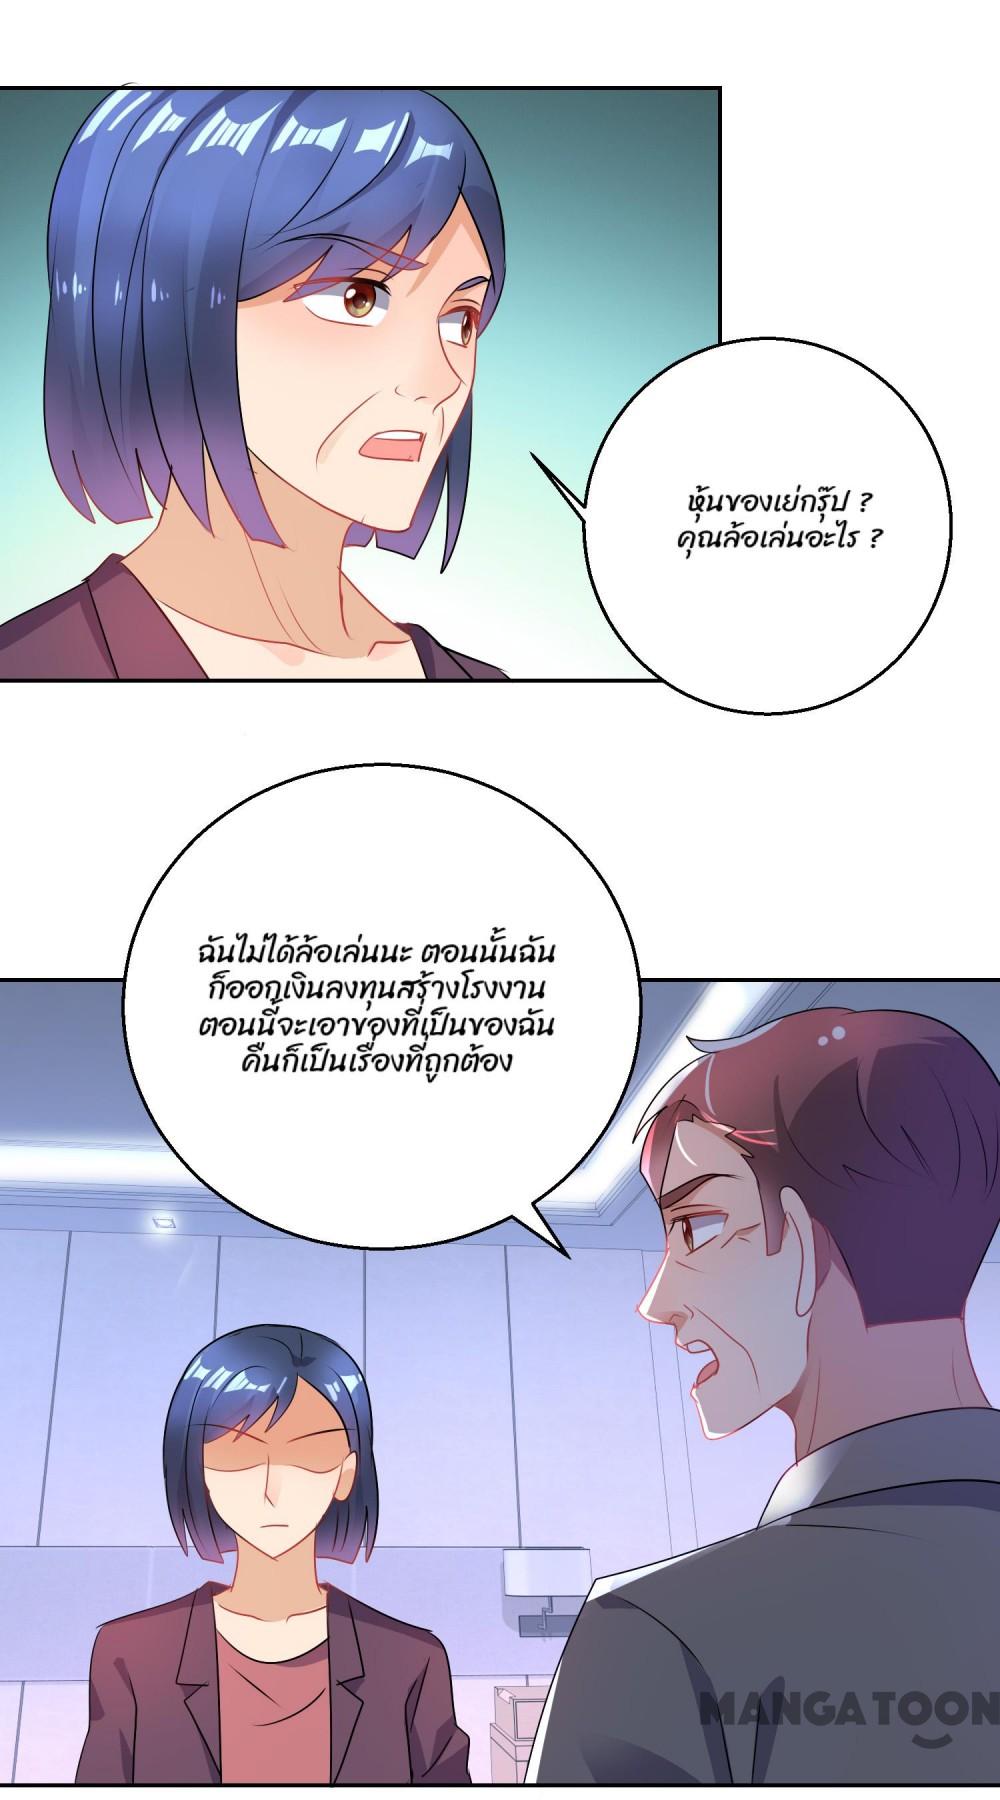 หุ้นของเย่กรุ๊ป ?
คุณล้อเล่นอะไร ?
ฉันไม่ได้ล้อเล่นนะ ตอนนั้นฉัน
ก็ออกเงินลงทุนสร้างโรงงาน
ตอนนี้จะเอาของที่เป็นของฉัน
คืนก็เป็นเรื่องที่ถูกต้อง
MANGATOON